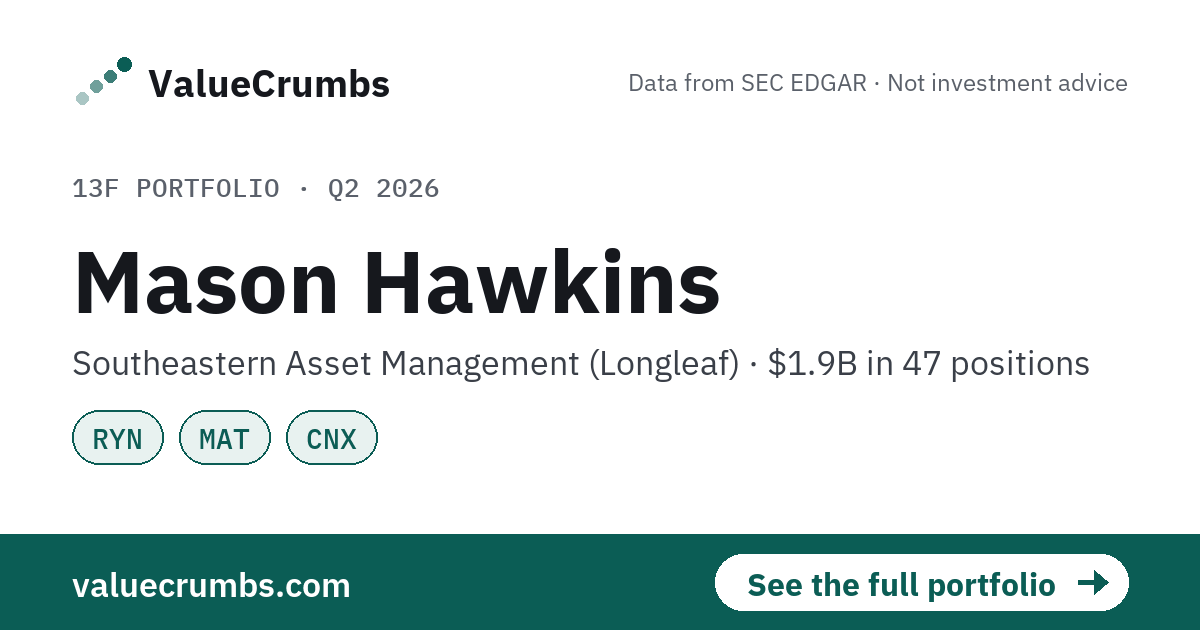 ValueCrumbs
Data from SEC EDGAR · Not investment advice
13F PORTFOLIO · Q2 2026
Mason Hawkins
Southeastern Asset Management (Longleaf) · $1.9B in 47 positions
RYN MAT CNX
valuecrumbs.com
See the full portfolio →